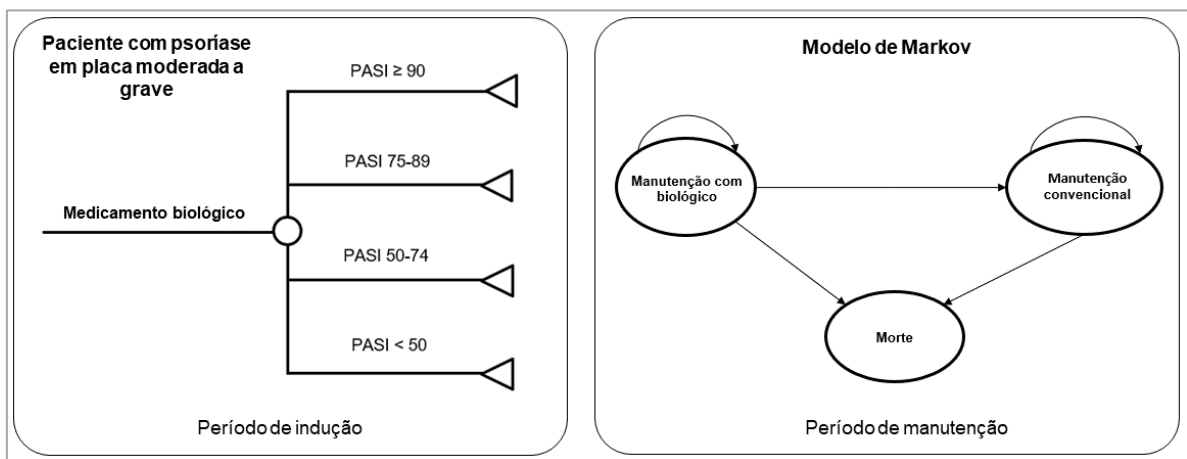 Paciente com psoríase
em placa moderada a
grave
PASI ≥ 90
PASI 75-89
Medicamento biológico
PASI 50-74
PASI < 50
Período de indução
Modelo de Markov
Manutenção com
biológico
Manutenção
convencional
Morte
Período de manutenção